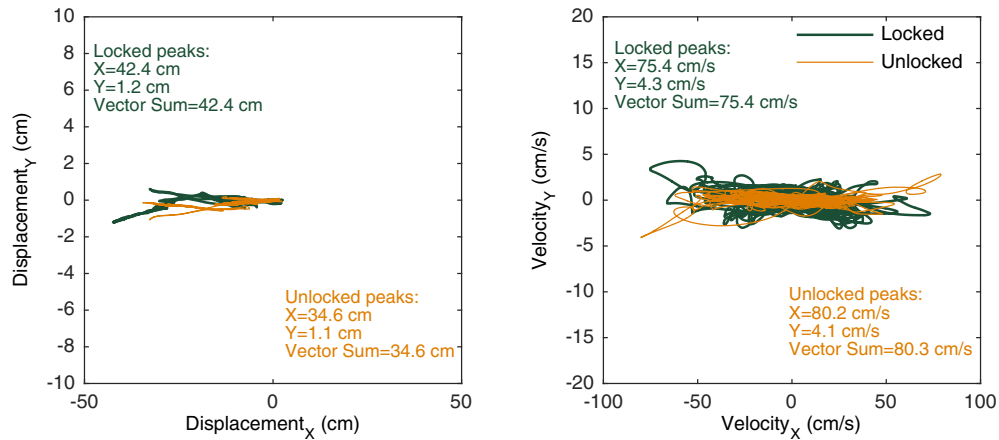 Locked peaks:
X=42.4 cm
Y=1.2 cm
Vector Sum=42.4 cm
Unlocked peaks:
X=34.6 cm
Y=1.1 cm
Vector Sum=34.6 cm
10
8
6
4
2
0
-2
-4
-6
-8
-10
-50
0
50
Displacement_Y (cm)
Displacement_X (cm)
Locked peaks:
X=75.4 cm/s
Y=4.3 cm/s
Vector Sum=75.4 cm/s
Locked
Unlocked
Unlocked peaks:
X=80.2 cm/s
Y=4.1 cm/s
Vector Sum=80.3 cm/s
20
15
10
5
0
-5
-10
-15
-20
-100
-50
0
50
100
Velocity_Y (cm/s)
Velocity_X (cm/s)